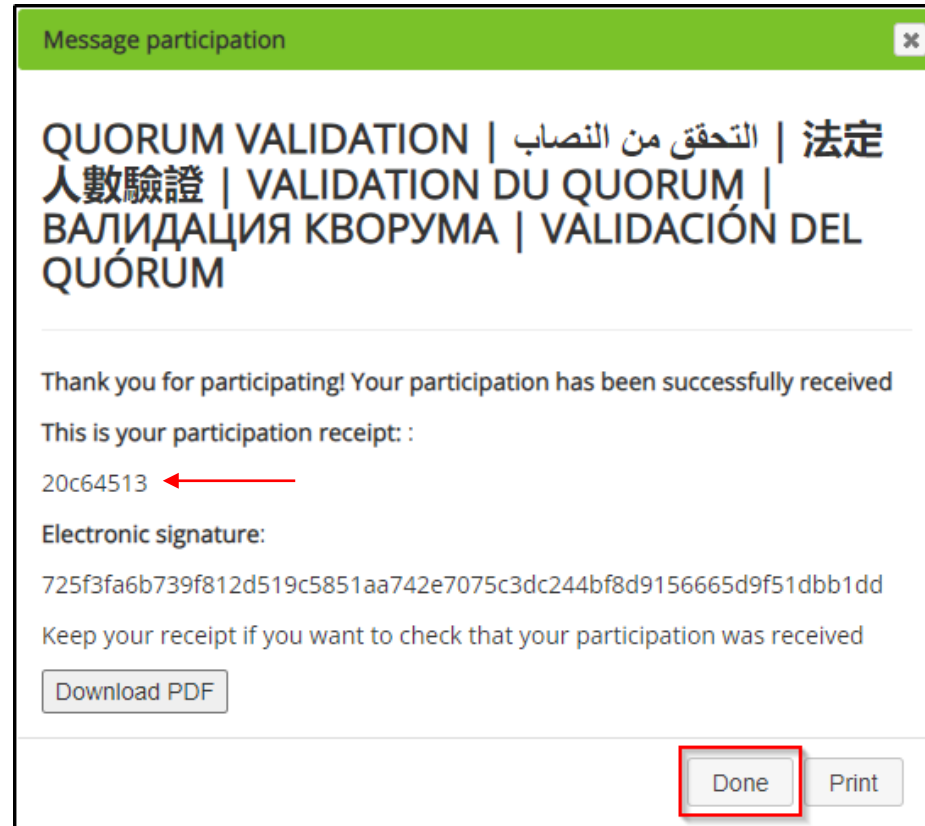 Message participation
QUORUM VALIDATION | التحقق من النصاب | 法定
人數驗證 | VALIDATION DU QUORUM |
ВАЛИДАЦИЯ КВОРУМА | VALIDACIÓN DEL
QUÓRUM
Thank you for participating! Your participation has been successfully received
This is your participation receipt: :
20c64513
Electronic signature:
725f3fa6b739f812d519c5851aa742e7075c3dc244bf8d9156665d9f51dbb1dd
Keep your receipt if you want to check that your participation was received
Download PDF
Done Print